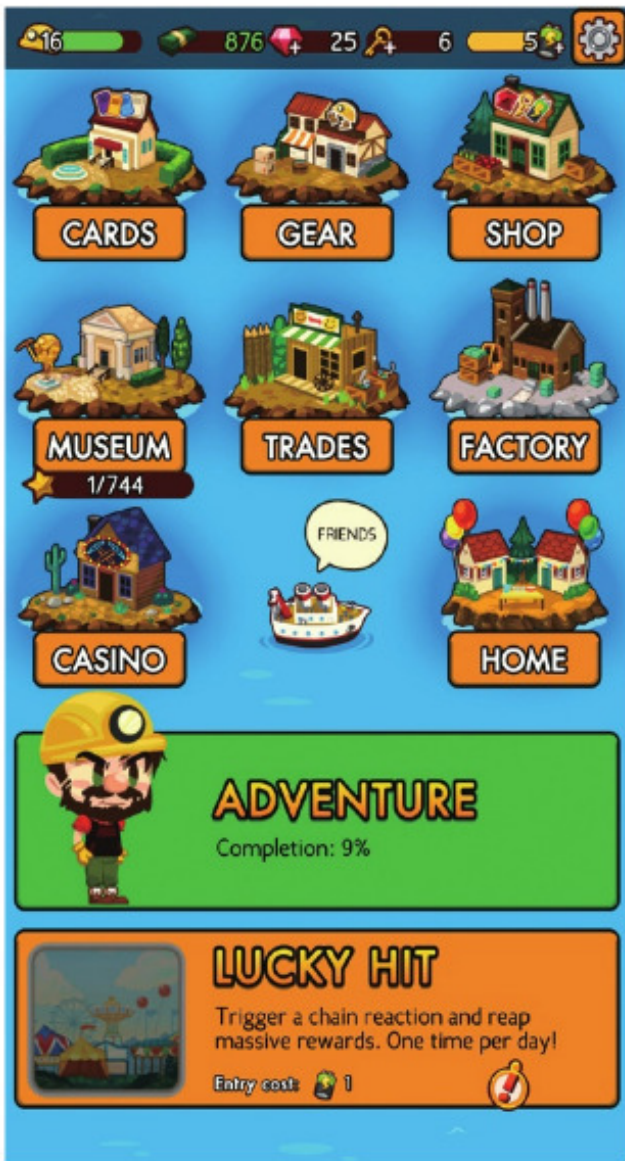 16 876 25 6 5
CARDS GEAR SHOP
MUSEUM TRADES FACTORY
1/744
FRIENDS
CASINO HOME
ADVENTURE
Completion: 9%
LUCKY HIT
Trigger a chain reaction and reap
massive rewards. One time per day!
Entry cost: 1